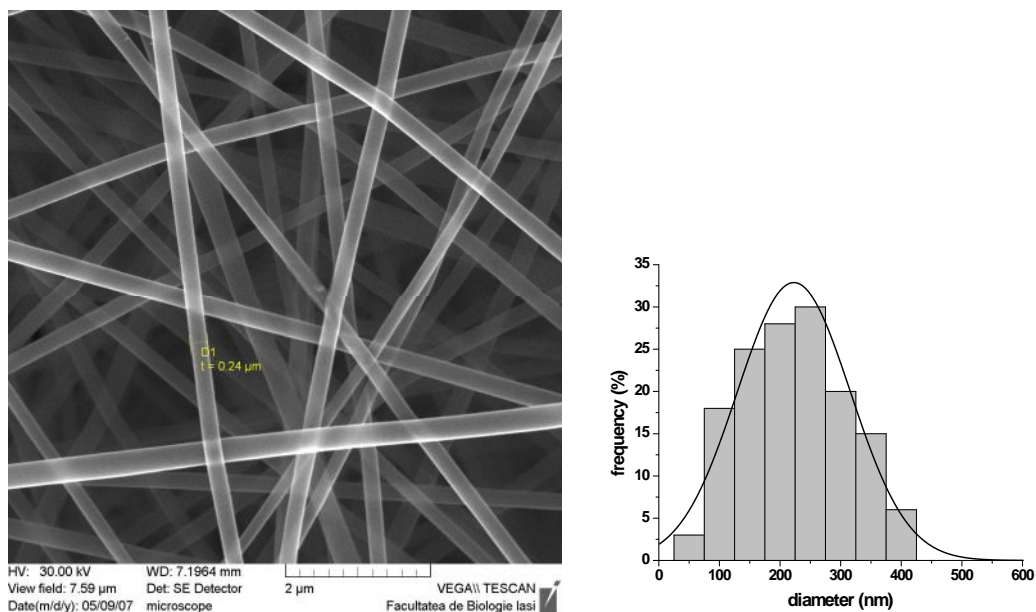 D1
t = 0.24 µm
HV: 30.00 kV WD: 7.1964 mm
View field: 7.59 µm Det: SE Detector 2 µm VEGA\\ TESCAN
Date(m/d/y): 05/09/07 microscope Facultatea de Biologie Iasi
35
30
25
20
15
10
5
0
frequency (%)
0 100 200 300 400 500 600
diameter (nm)